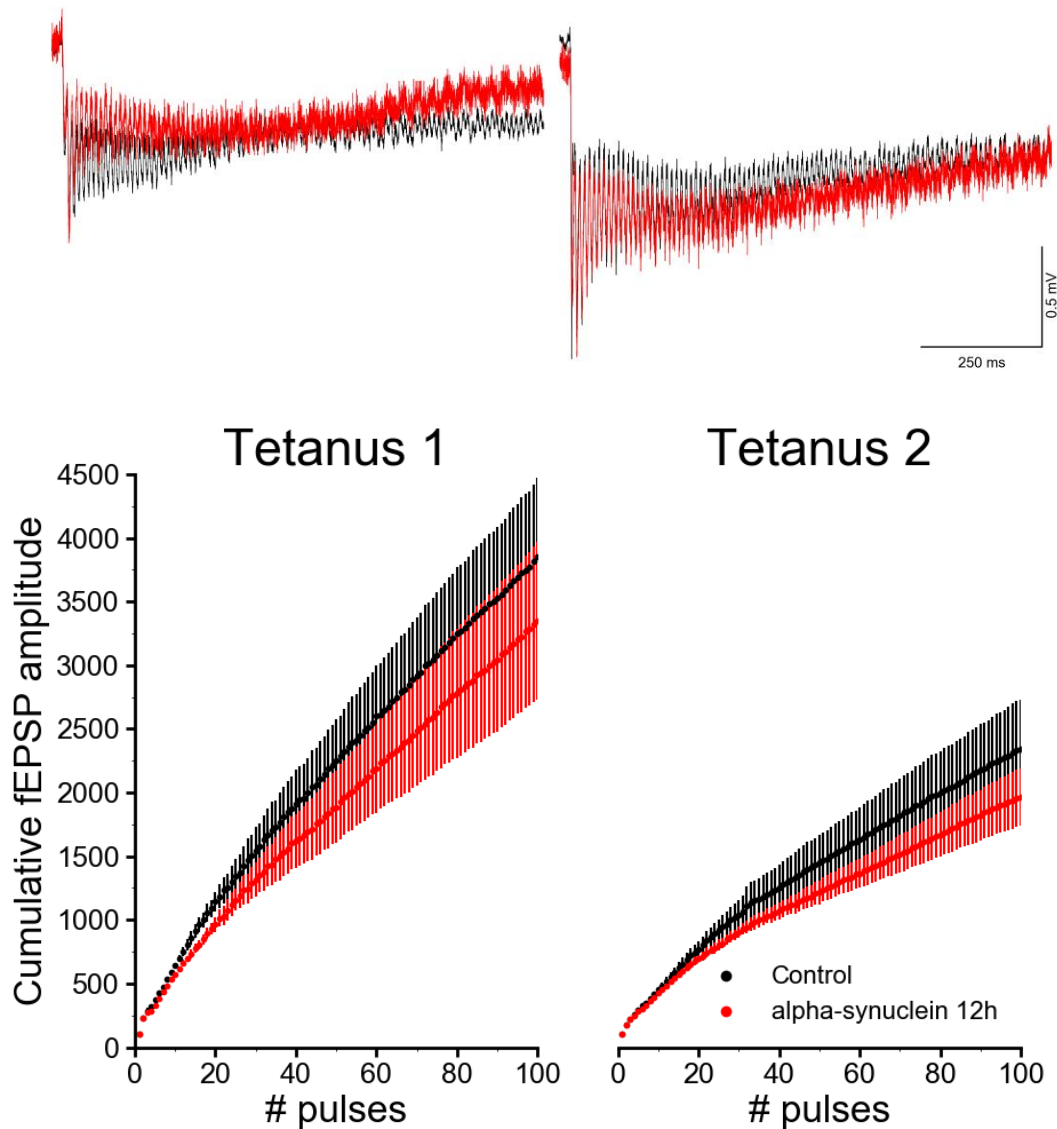 0.5 mV
250 ms
Tetanus 1
Tetanus 2
Cumulative fEPSP amplitude
4500
4000
3500
3000
2500
2000
1500
1000
500
0
0 20 40 60 80 100
# pulses
Control
alpha-synuclein 12h
0 20 40 60 80 100
# pulses